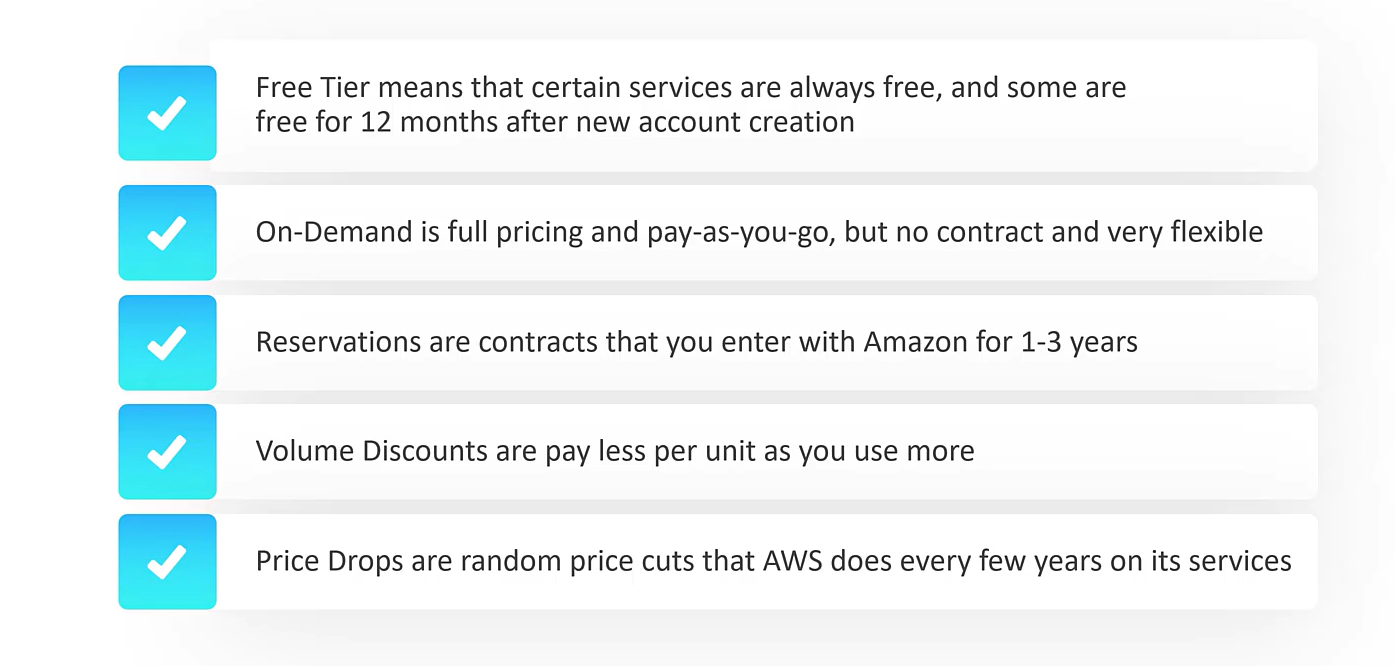 Free Tier means that certain services are always free, and some are
free for 12 months after new account creation
On-Demand is full pricing and pay-as-you-go, but no contract and very flexible
Reservations are contracts that you enter with Amazon for 1-3 years
Volume Discounts are pay less per unit as you use more
Price Drops are random price cuts that AWS does every few years on its services